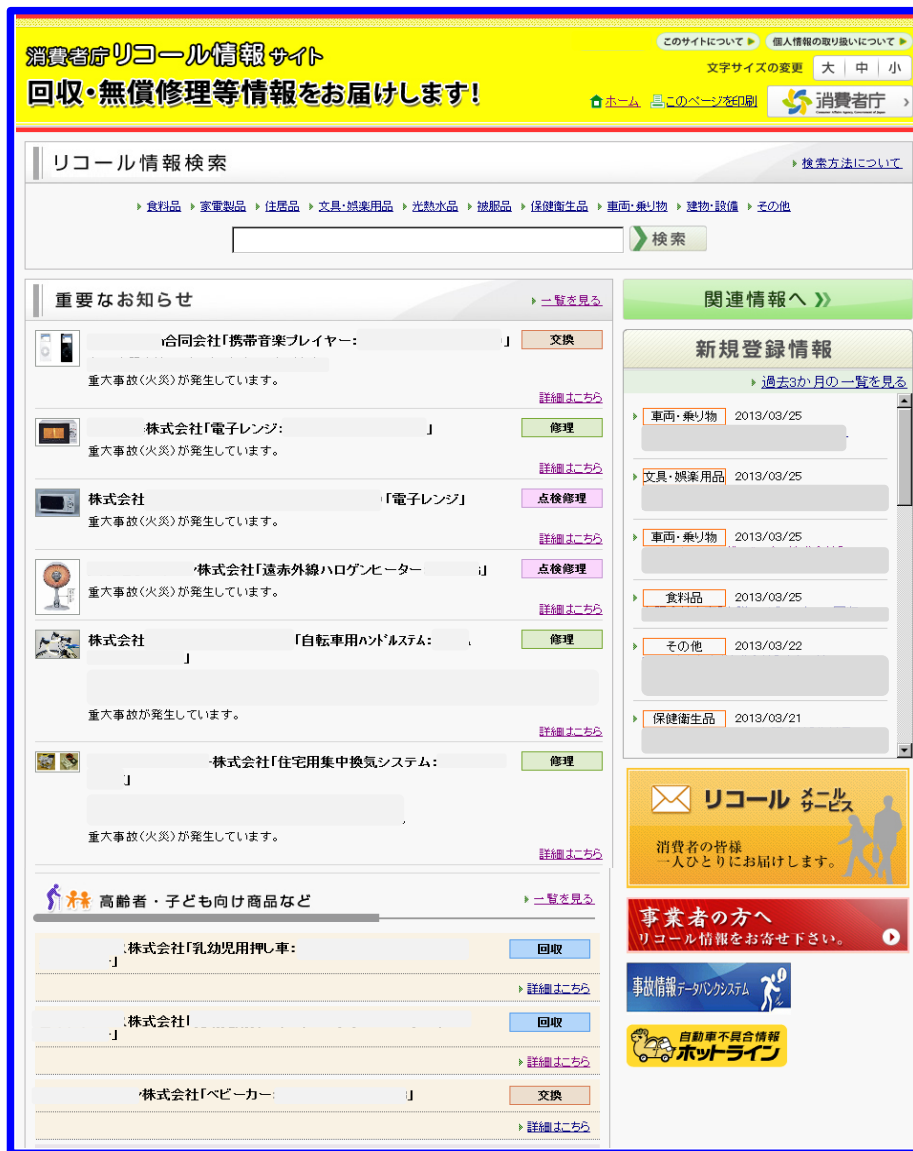 消費者庁リコール情報サイト
回収・無償修理等情報をお届けします!
このサイトについて
個人情報の取り扱いについて
文字サイズの変更 大 中 小
ホーム このページを印刷 消費者庁
リコール情報検索
検索方法について
食料品 家電製品 住居品 文具・娯楽用品 光熱水品 被服品 保健衛生品 車両・乗り物 建物・設備 その他
検索
重要なお知らせ
一覧を見る
合同会社「携帯音楽プレイヤー: 」 交換
重大事故(火災)が発生しています。
詳細はこちら
株式会社「電子レンジ: 」 修理
重大事故(火災)が発生しています。
詳細はこちら
株式会社 「電子レンジ」 点検修理
重大事故(火災)が発生しています。
詳細はこちら
株式会社「遠赤外線ハロゲンヒーター 」 点検修理
重大事故(火災)が発生しています。
詳細はこちら
株式会社 「自転車用ハンドルステム: 修理
」
重大事故が発生しています。
詳細はこちら
株式会社「住宅用集中換気システム: 修理
」
重大事故(火災)が発生しています。
詳細はこちら
高齢者・子ども向け商品など
一覧を見る
株式会社「乳幼児用押し車: 回収
」
詳細はこちら
株式会社「 回収
」
詳細はこちら
株式会社「ベビーカー: 」 交換
詳細はこちら
関連情報へ
新規登録情報
過去3か月の一覧を見る
車両・乗り物 2013/03/25
文具・娯楽用品 2013/03/25
車両・乗り物 2013/03/25
食料品 2013/03/25
その他 2013/03/22
保健衛生品 2013/03/21
リコール メールサービス
消費者の皆様
一人ひとりにお届けします。
事業者の方へ
リコール情報をお寄せ下さい。
事故情報データバンクシステム
自動車不具合情報
ホットライン